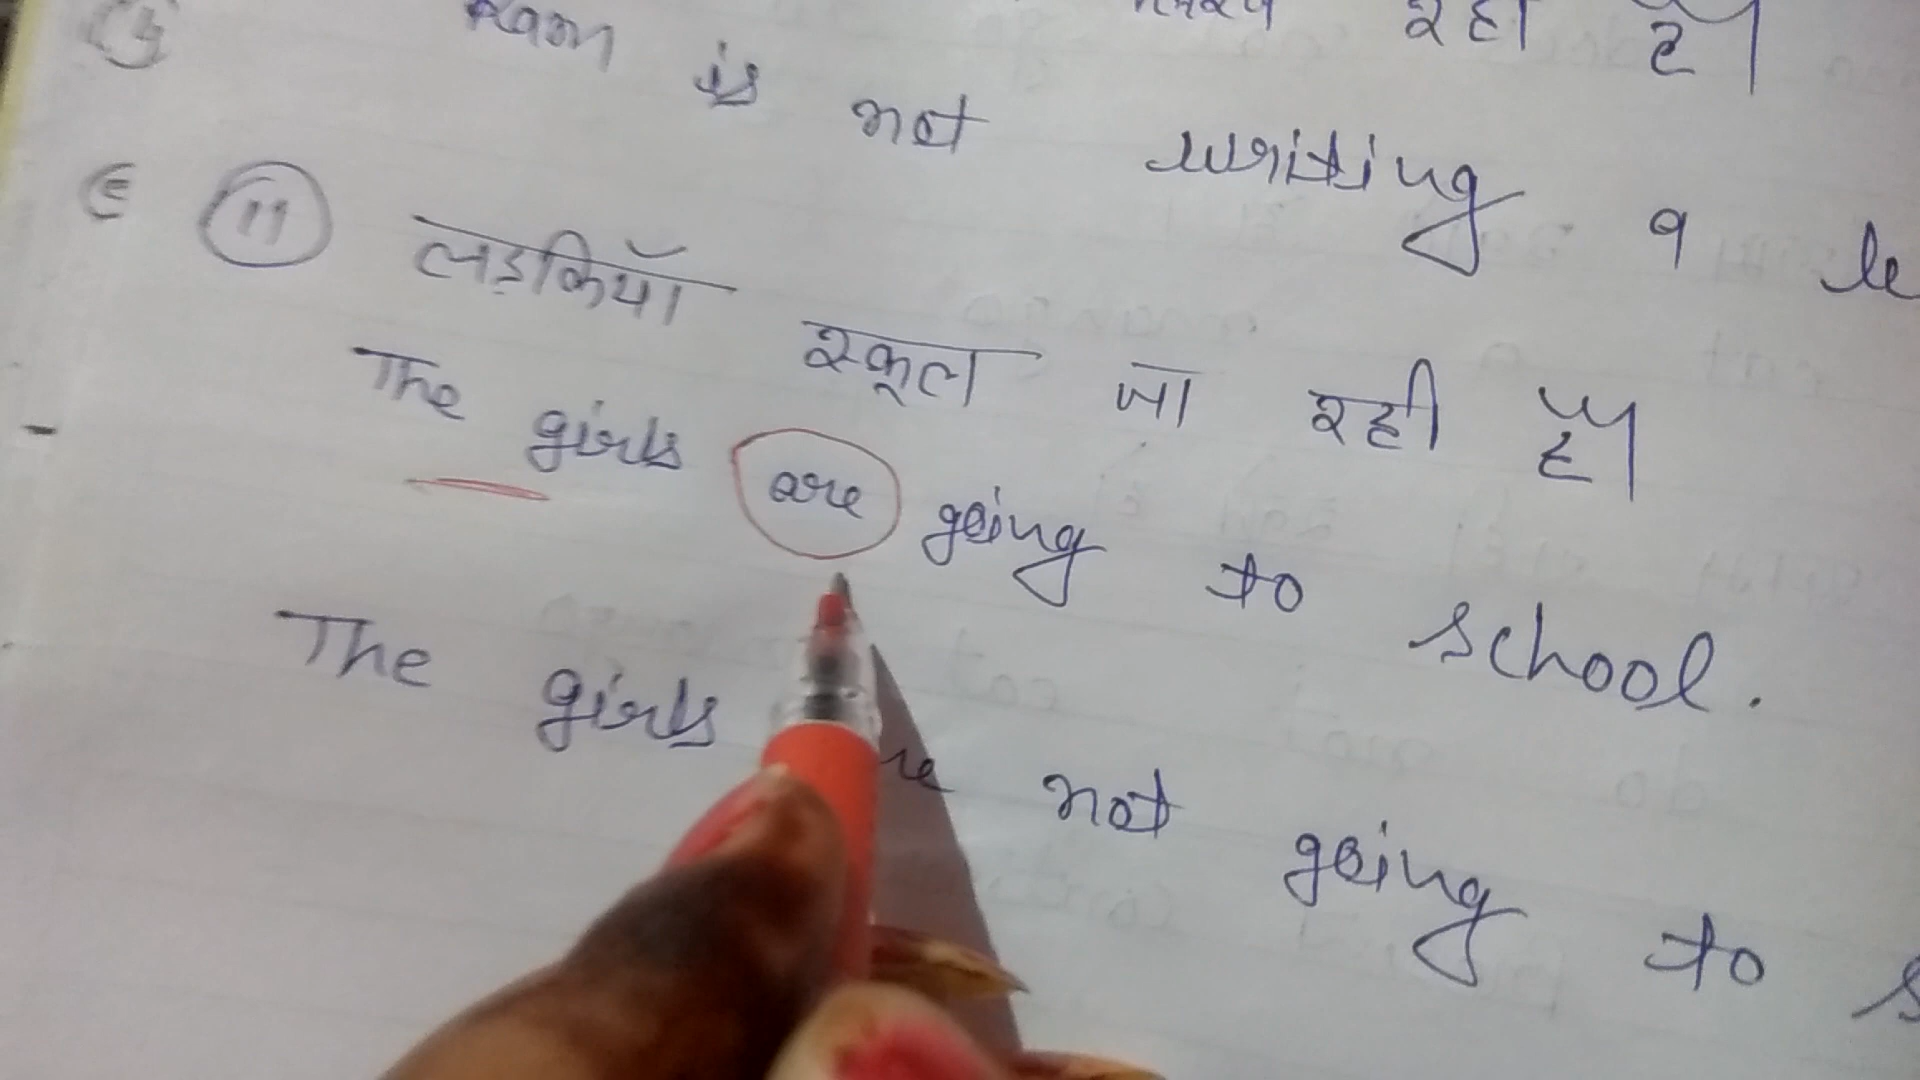 रहा है।
Ram is not writing a
(11) लड़कियाँ स्कूल जा रही हैं।
The girls are going to school.
The girls not going to